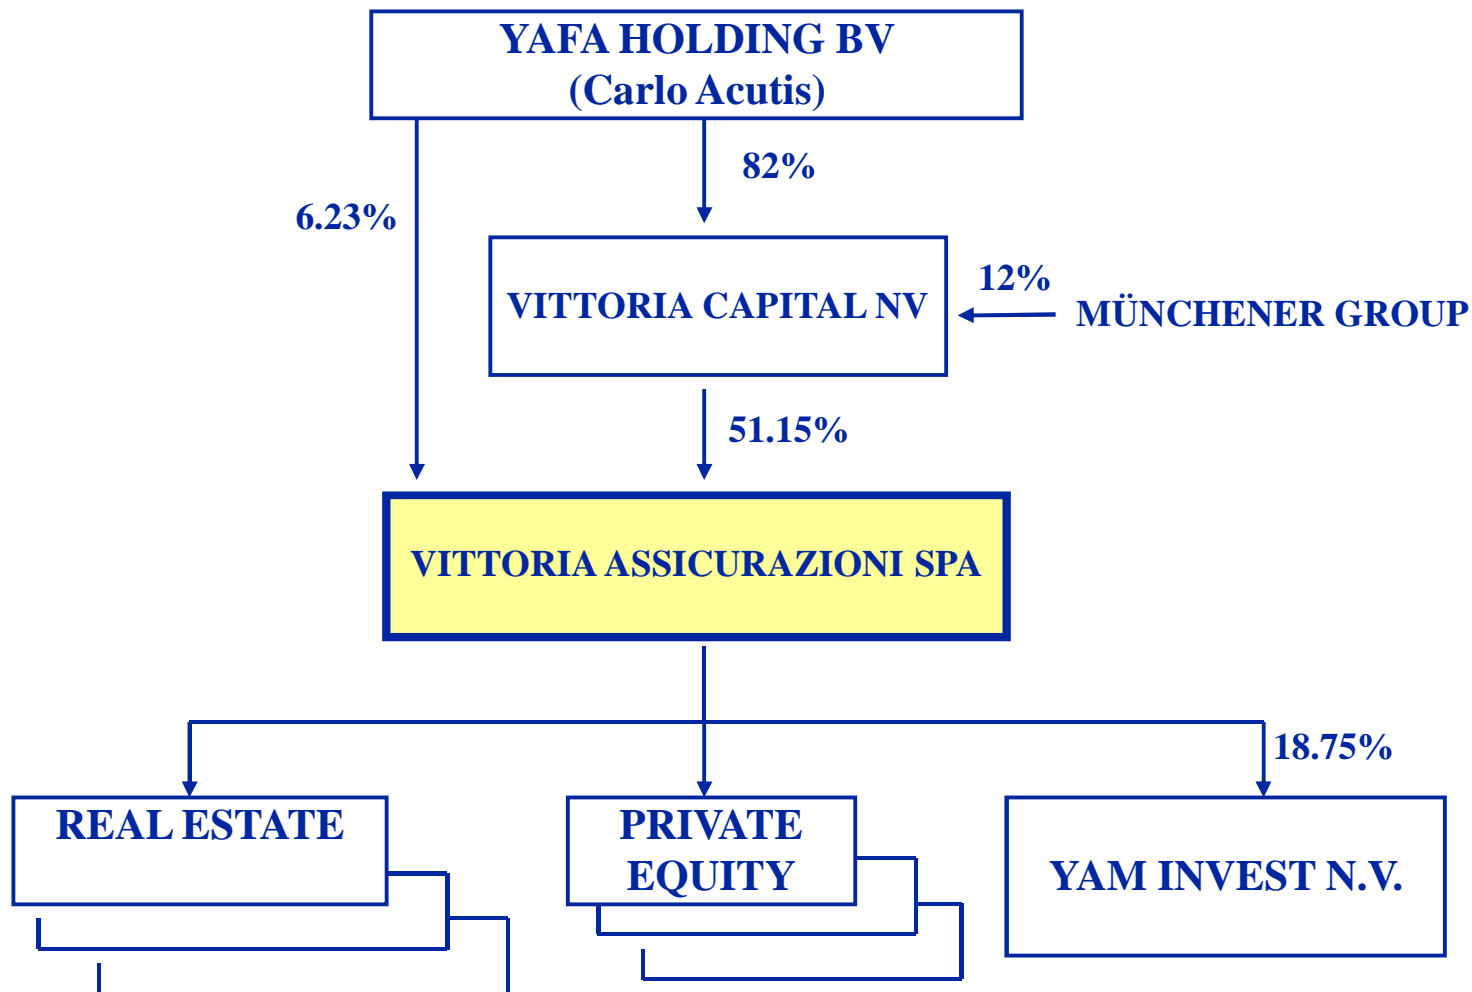 YAFA HOLDING BV
(Carlo Acutis)
82%
6.23%
12%
VITTORIA CAPITAL NV
MÜNCHENER GROUP
51.15%
VITTORIA ASSICURAZIONI SPA
18.75%
REAL ESTATE
PRIVATE
EQUITY
YAM INVEST N.V.